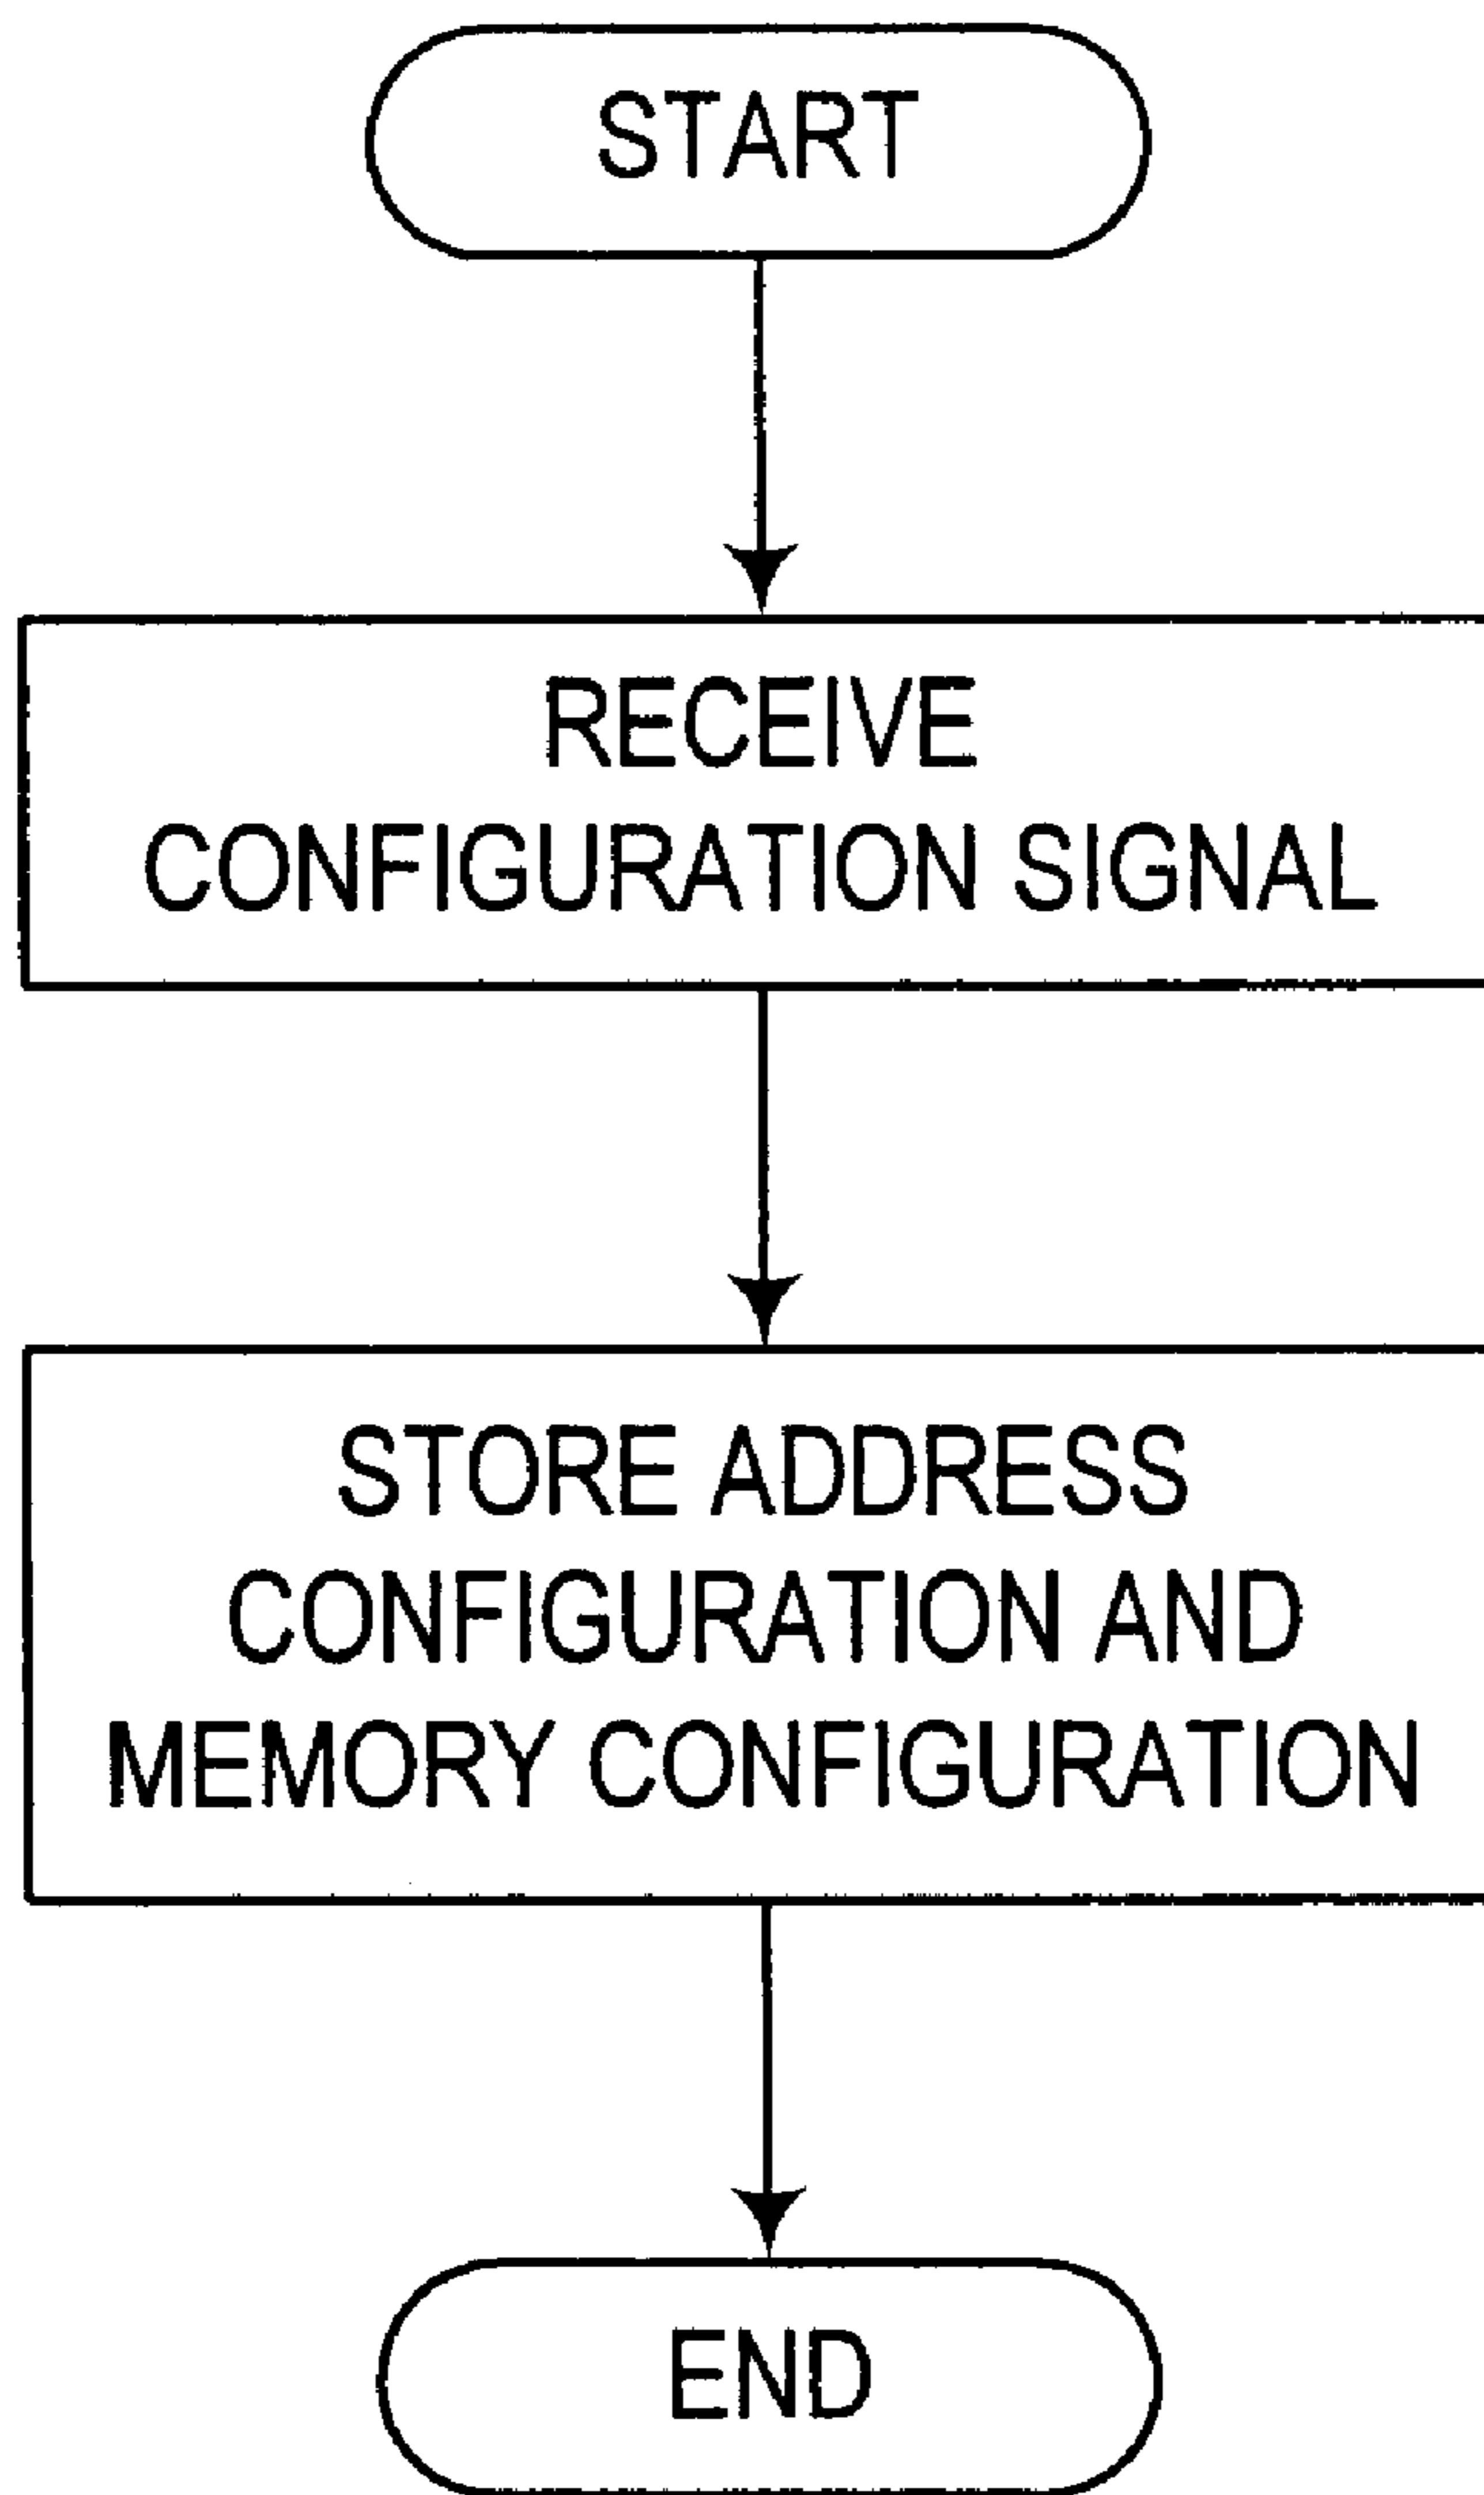 START
RECEIVE
CONFIGURATION SIGNAL
STORE ADDRESS
CONFIGURATION AND
MEMORY CONFIGURATION
END